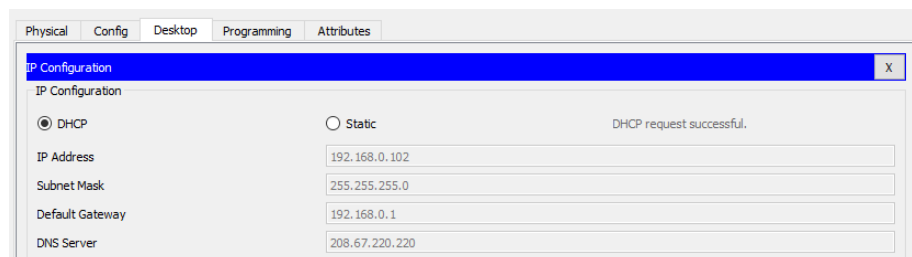 Physical Config Desktop Programming Attributes
IP Configuration X
IP Configuration
DHCP Static DHCP request successful.
IP Address 192.168.0.102
Subnet Mask 255.255.255.0
Default Gateway 192.168.0.1
DNS Server 208.67.220.220